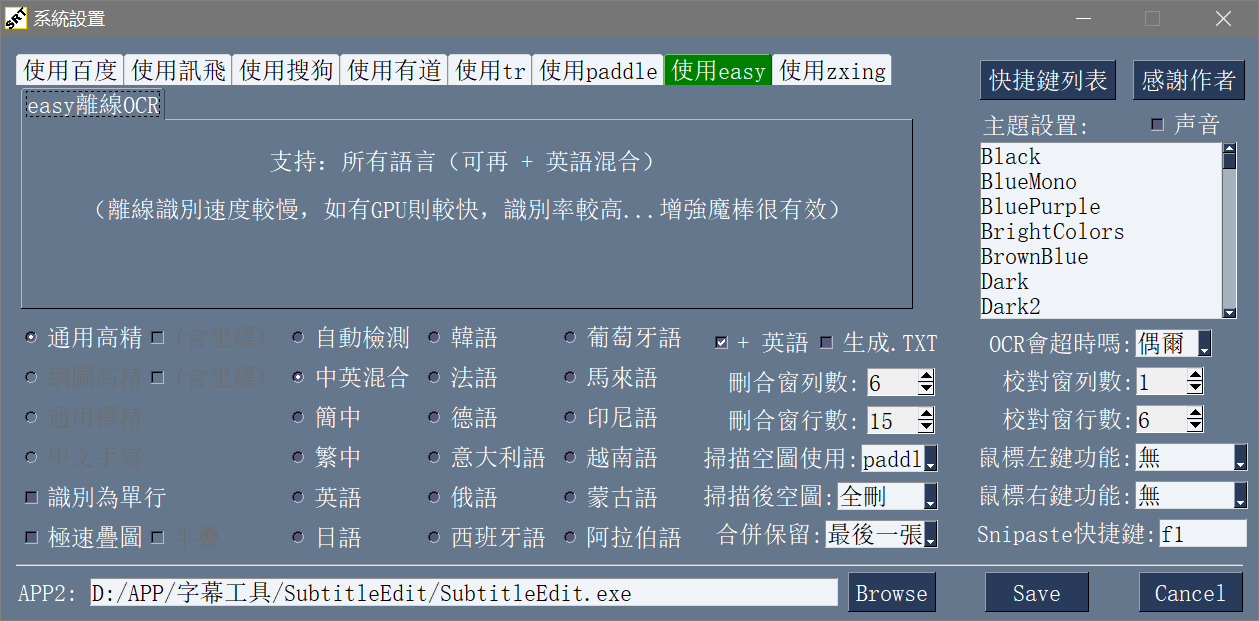 SRT 系統設置
使用百度 使用訊飛 使用搜狗 使用有道 使用tr 使用paddle 使用easy 使用zxing
easy離線OCR
支持: 所有語言（可再 + 英語混合）
（離線識別速度較慢, 如有GPU則較快, 識別率較高...增強魔棒很有效）
快捷鍵列表 感謝作者
主題設置: 声音
Black
BlueMono
BluePurple
BrightColors
BrownBlue
Dark
Dark2
通用高精 (含坐標) 自動檢測 韓語 葡萄牙語 + 英語 生成.TXT OCR會超時嗎: 偶爾
網圖高精 (含坐標) 中英混合 法語 馬來語 刪合窗列數: 6 校對窗列數: 1
通用標精 簡中 德語 印尼語 刪合窗行數: 15 校對窗行數: 6
中文手寫 繁中 意大利語 越南語 掃描空圖使用: paddl 鼠標左鍵功能: 無
識別為單行 英語 俄語 蒙古語 掃描後空圖: 全刪 鼠標右鍵功能: 無
極速疊圖 半疊 日語 西班牙語 阿拉伯語 合併保留: 最後一張 Snipaste快捷鍵: f1
APP2: D:/APP/字幕工具/SubtitleEdit/SubtitleEdit.exe Browse Save Cancel